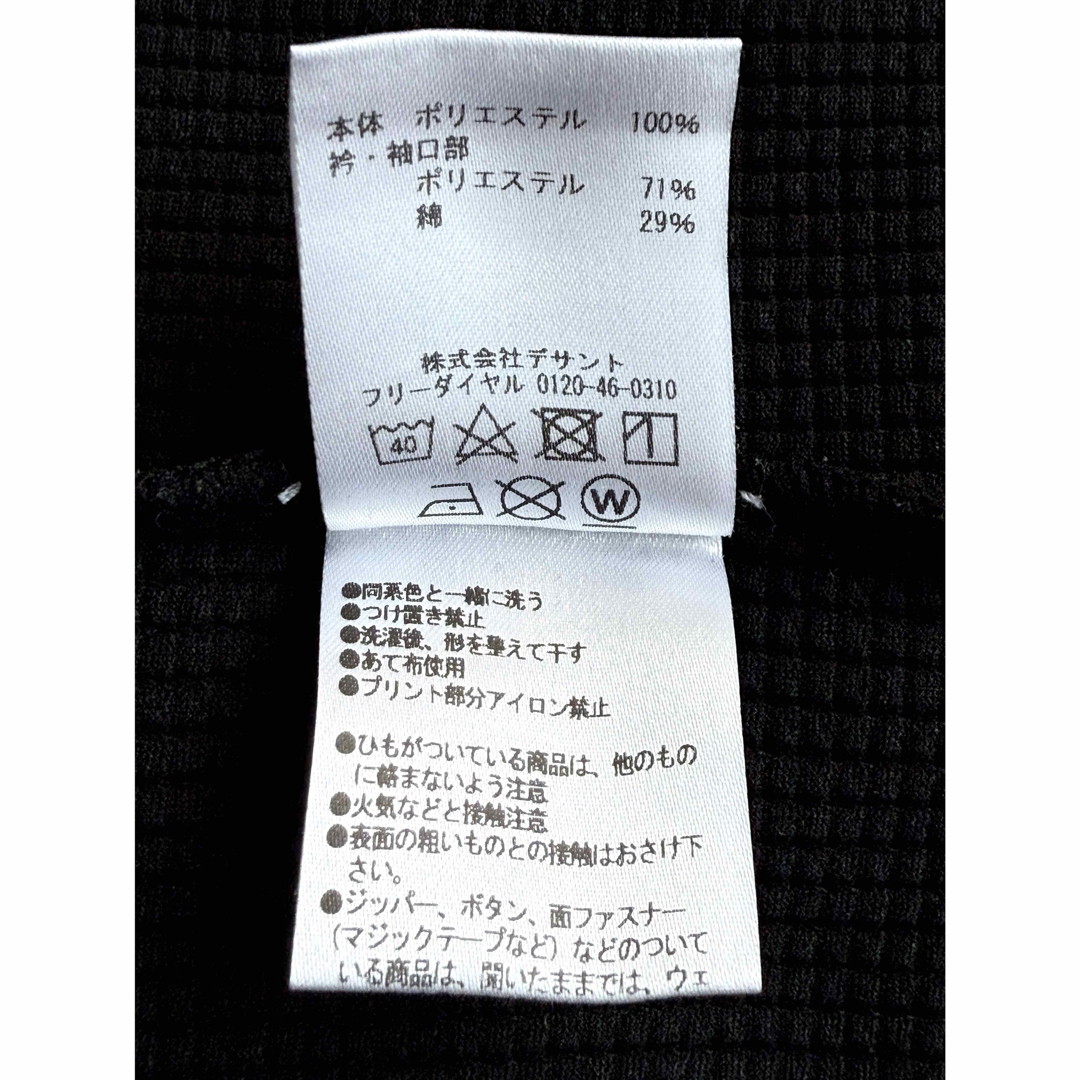 本体 ポリエステル 100%
衿・袖口部
ポリエステル 71%
綿 29%
株式会社デサント
フリーダイヤル 0120-46-0310
40
W
●同系色と一緒に洗う
●つけ置き禁止
●洗濯後、形を整えて干す
●あて布使用
●プリント部分アイロン禁止
●ひもがついている商品は、他のもの
に絡まないよう注意
●火気などと接触注意
●表面の粗いものとの接触はおさけ下
さい。
●ジッパー、ボタン、面ファスナー
(マジックテープなど)などのついて
いる商品は、開いたままでは、ウェ